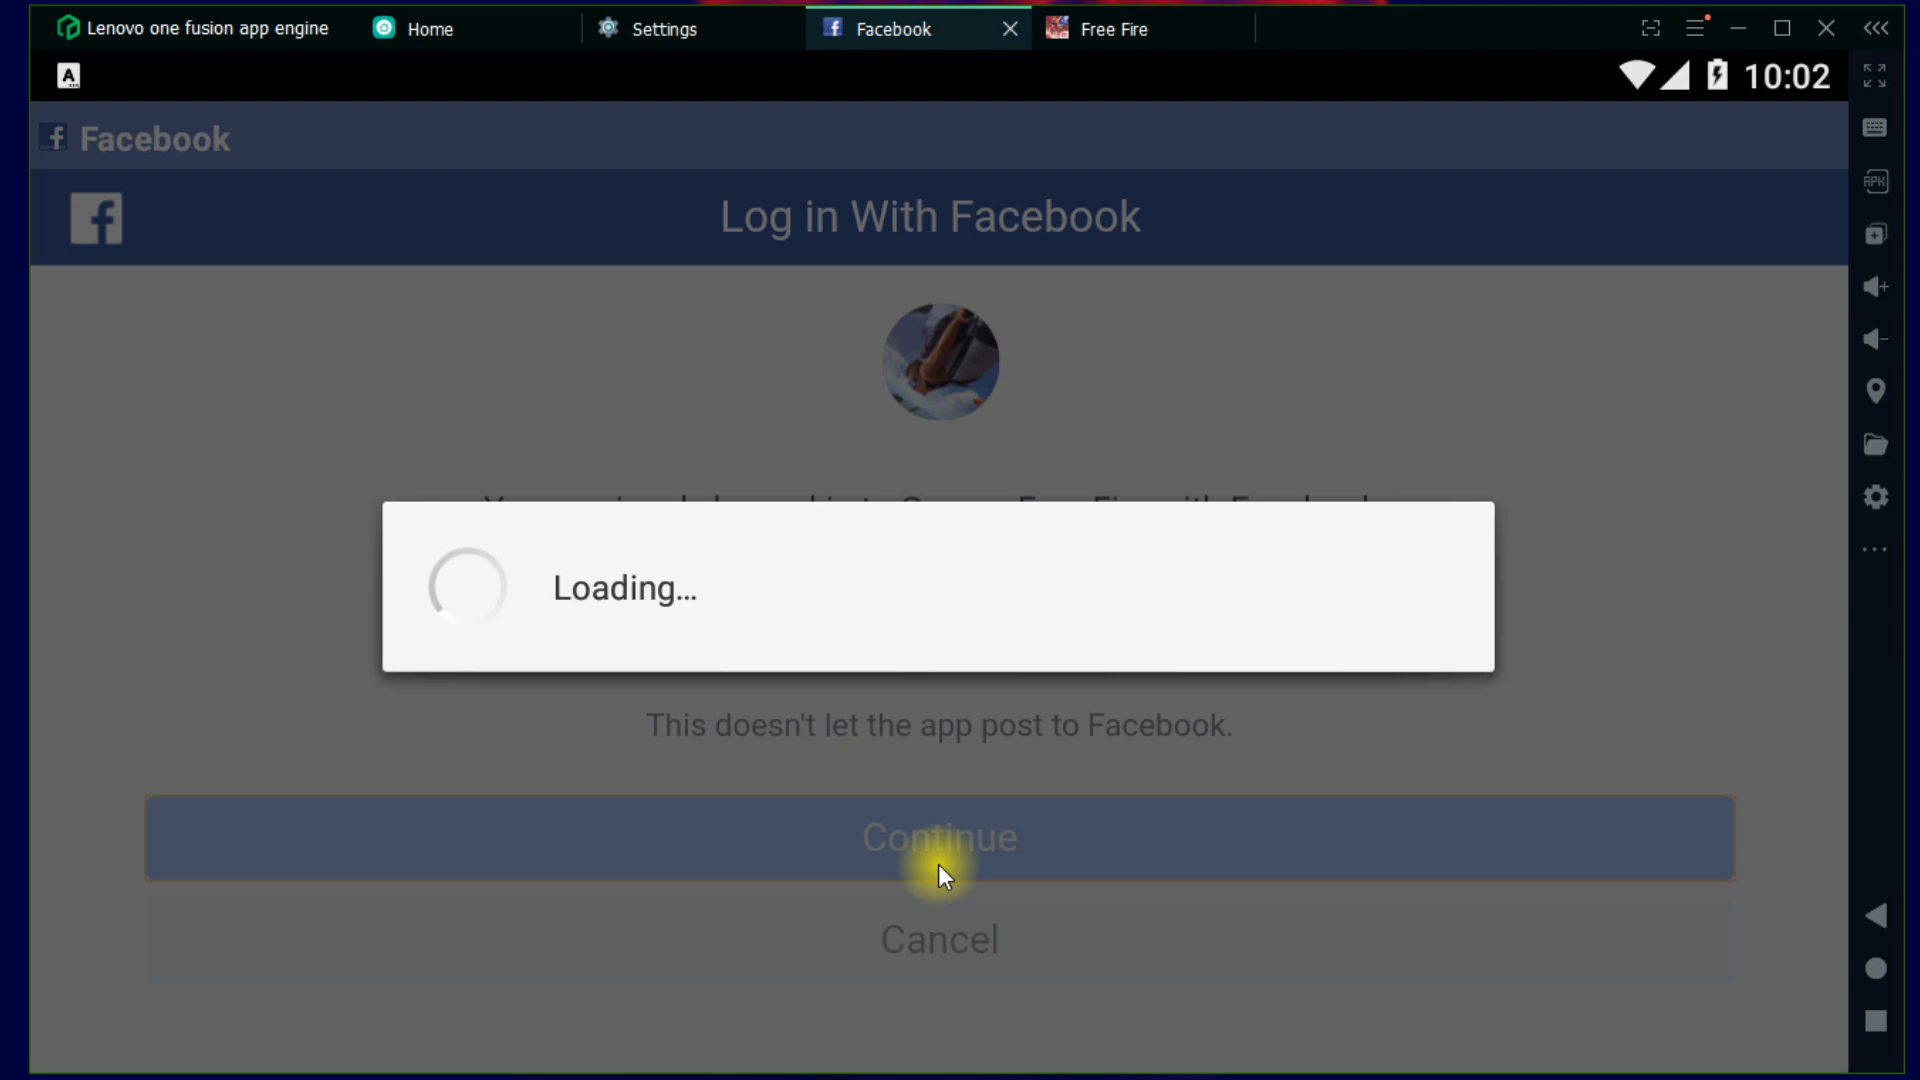 Lenovo one fusion app engine
Home
Settings
Facebook
Free Fire
A
10:02
Facebook
Log in With Facebook
Loading...
This doesn't let the app post to Facebook.
Continue
Cancel
APK